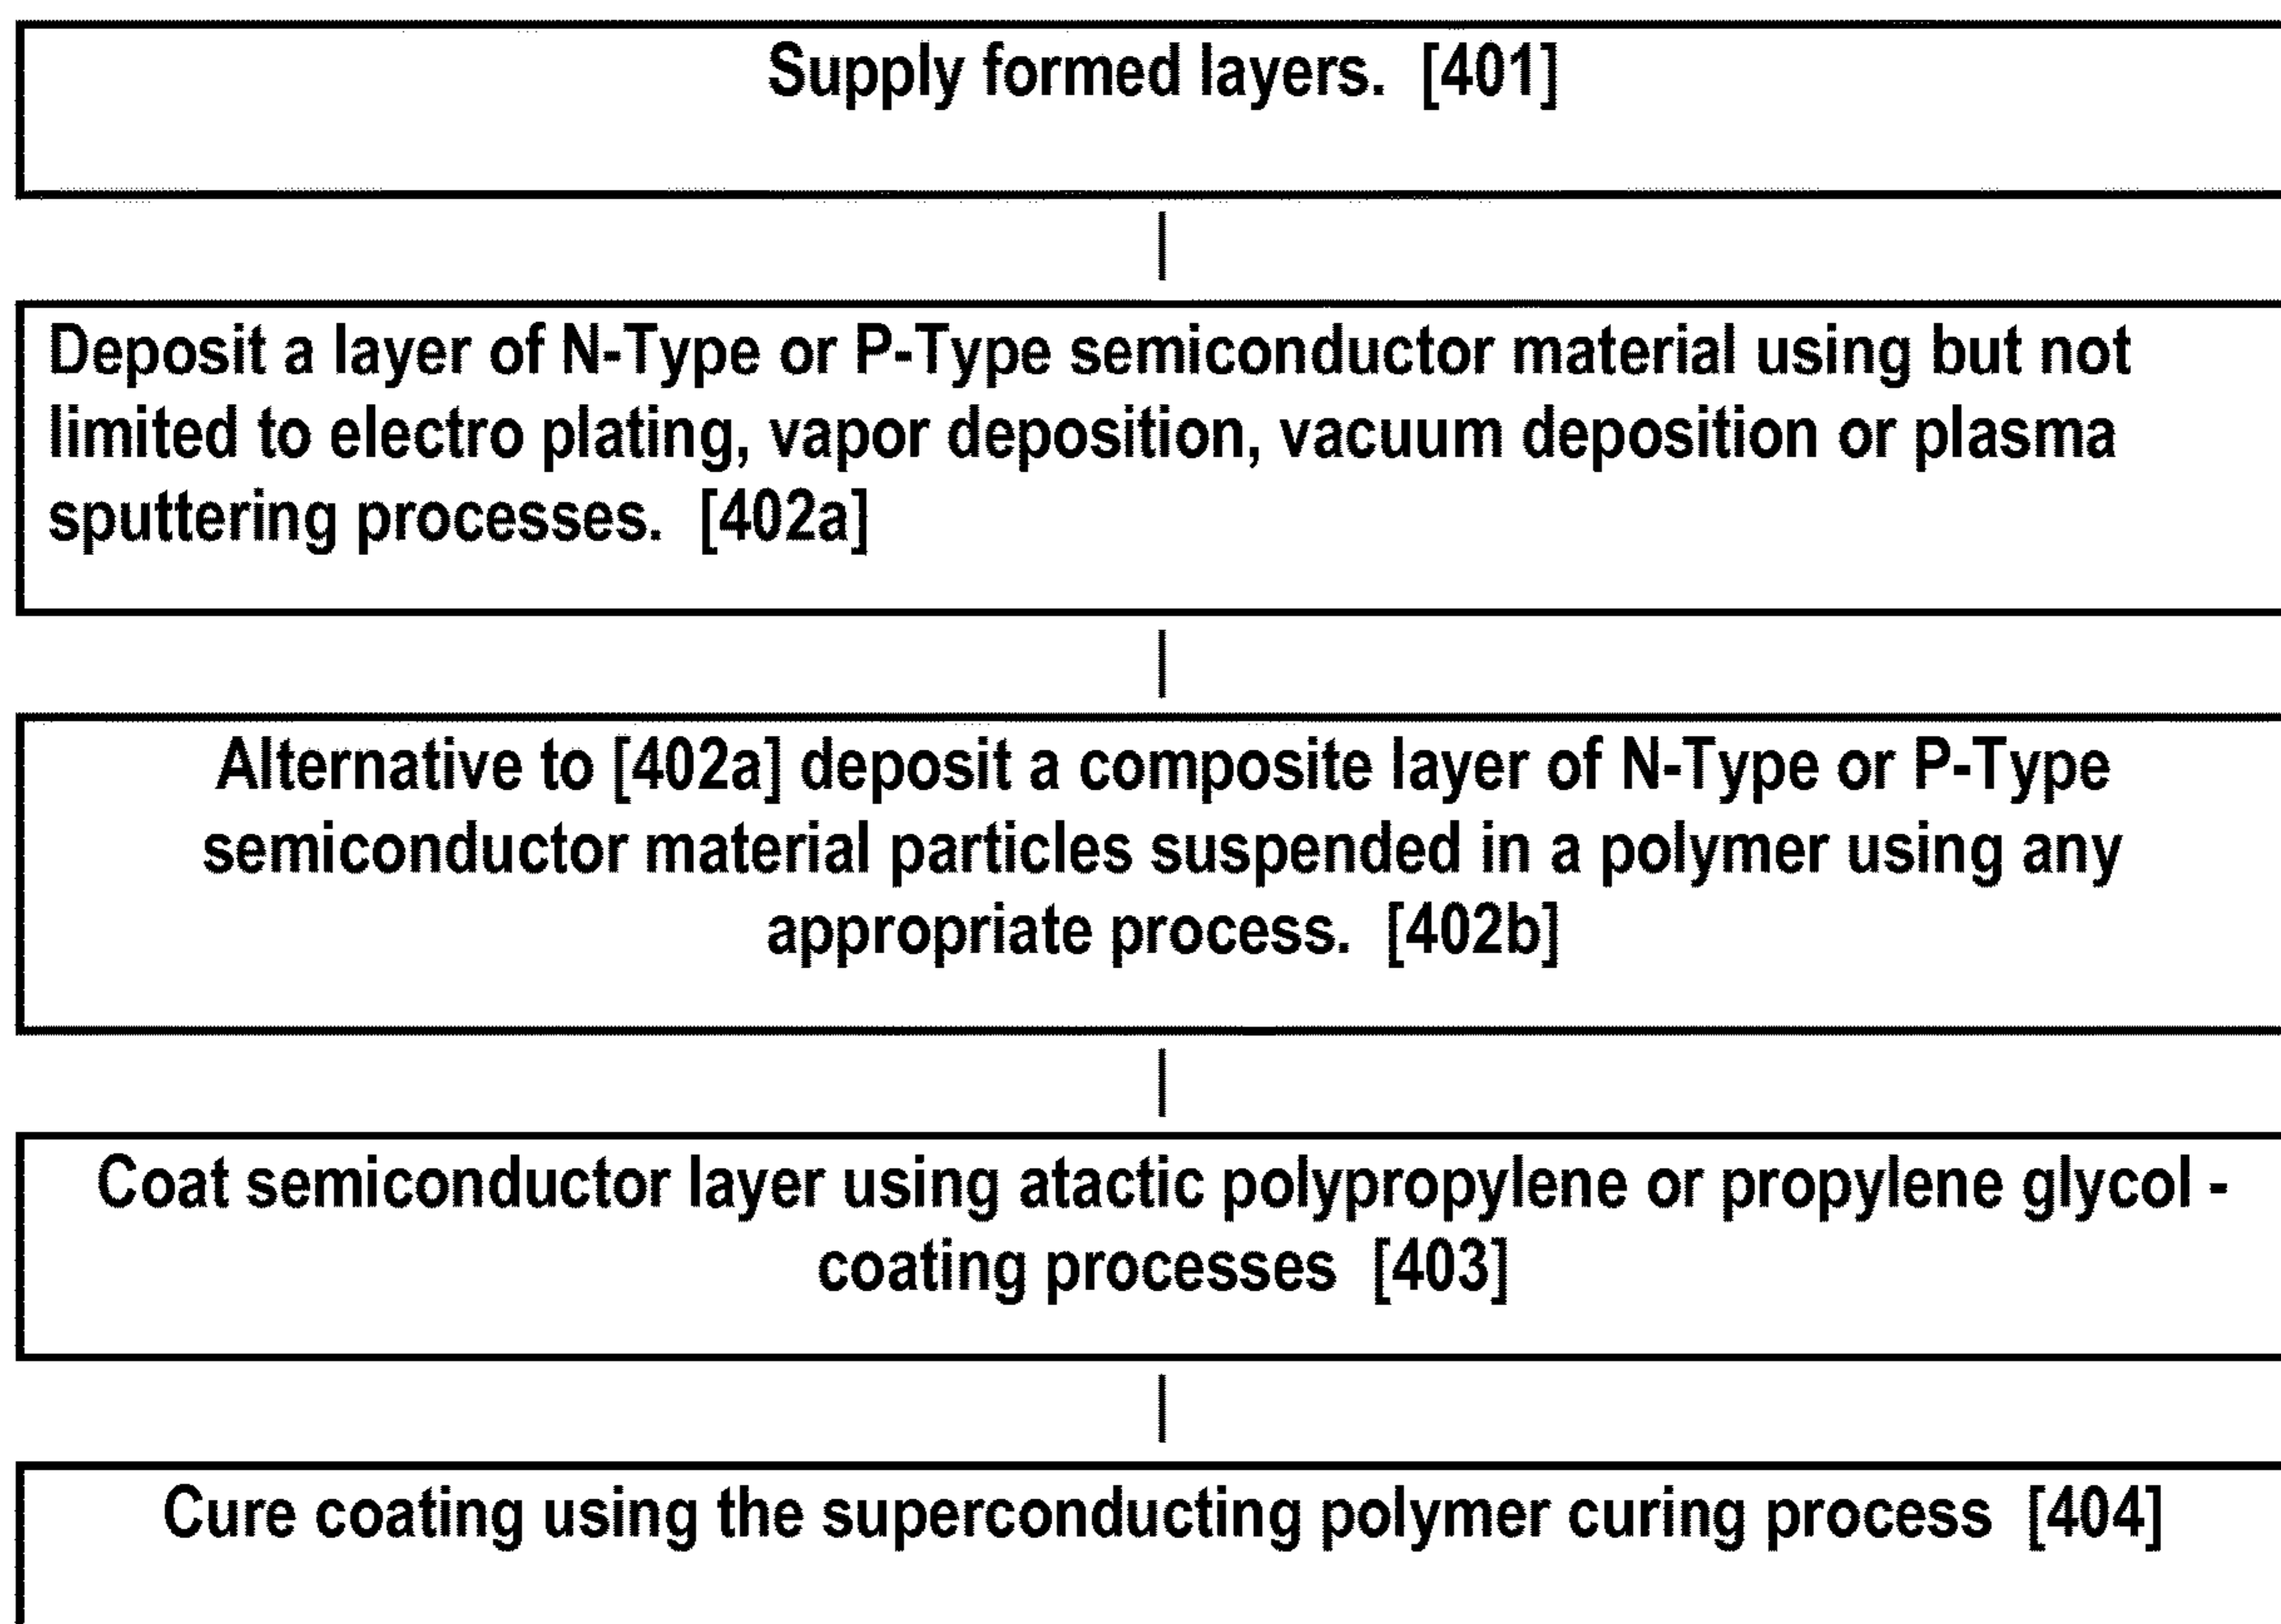 Supply formed layers. [401]
Deposit a layer of N-Type or P-Type semiconductor material using but not
limited to electro plating, vapor deposition, vacuum deposition or plasma
sputtering processes. [402a]
Alternative to [402a] deposit a composite layer of N-Type or P-Type
semiconductor material particles suspended in a polymer using any
appropriate process. [402b]
Coat semiconductor layer using atactic polypropylene or propylene glycol -
coating processes [403]
Cure coating using the superconducting polymer curing process [404]